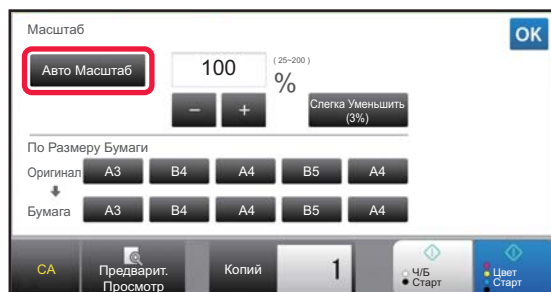 Масштаб
OK
Авто Масштаб
100
(25~200)
%
−
+
Слегка Уменьшить
(3%)
По Размеру Бумаги
Оригинал
A3 B4 A4 B5 A4
Бумага
A3 B4 A4 B5 A4
CA
Предварит.
Просмотр
Копий
1
Ч/Б
Старт
Цвет
Старт